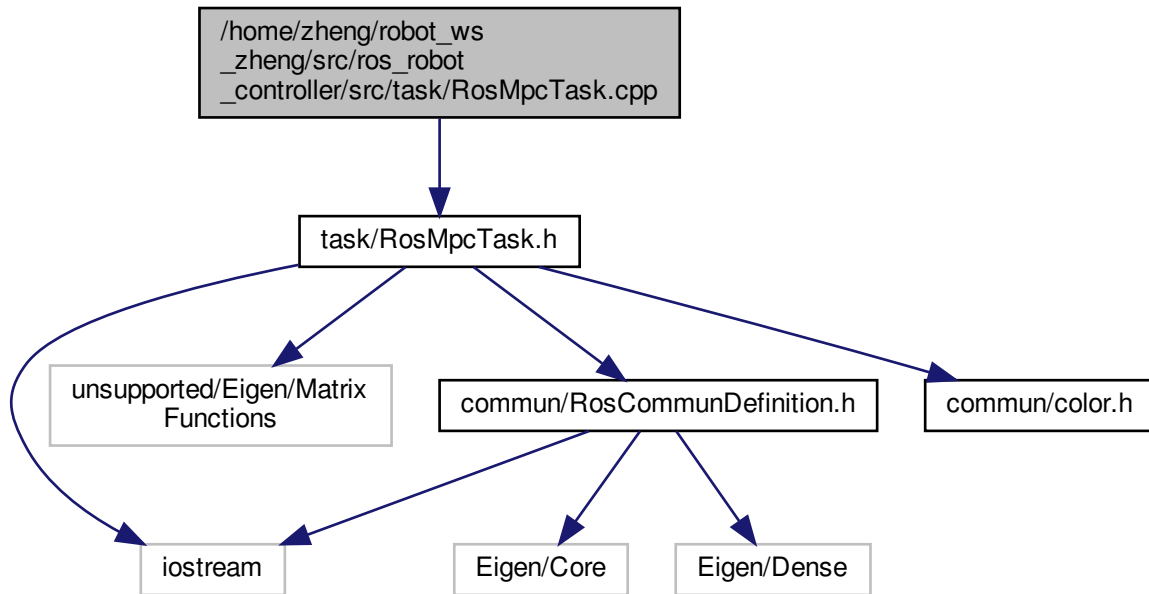 /home/zheng/robot_ws
_zheng/src/ros_robot
_controller/src/task/RosMpcTask.cpp
task/RosMpcTask.h
unsupported/Eigen/Matrix
Functions
commun/RosCommunDefinition.h
commun/color.h
iostream
Eigen/Core
Eigen/Dense